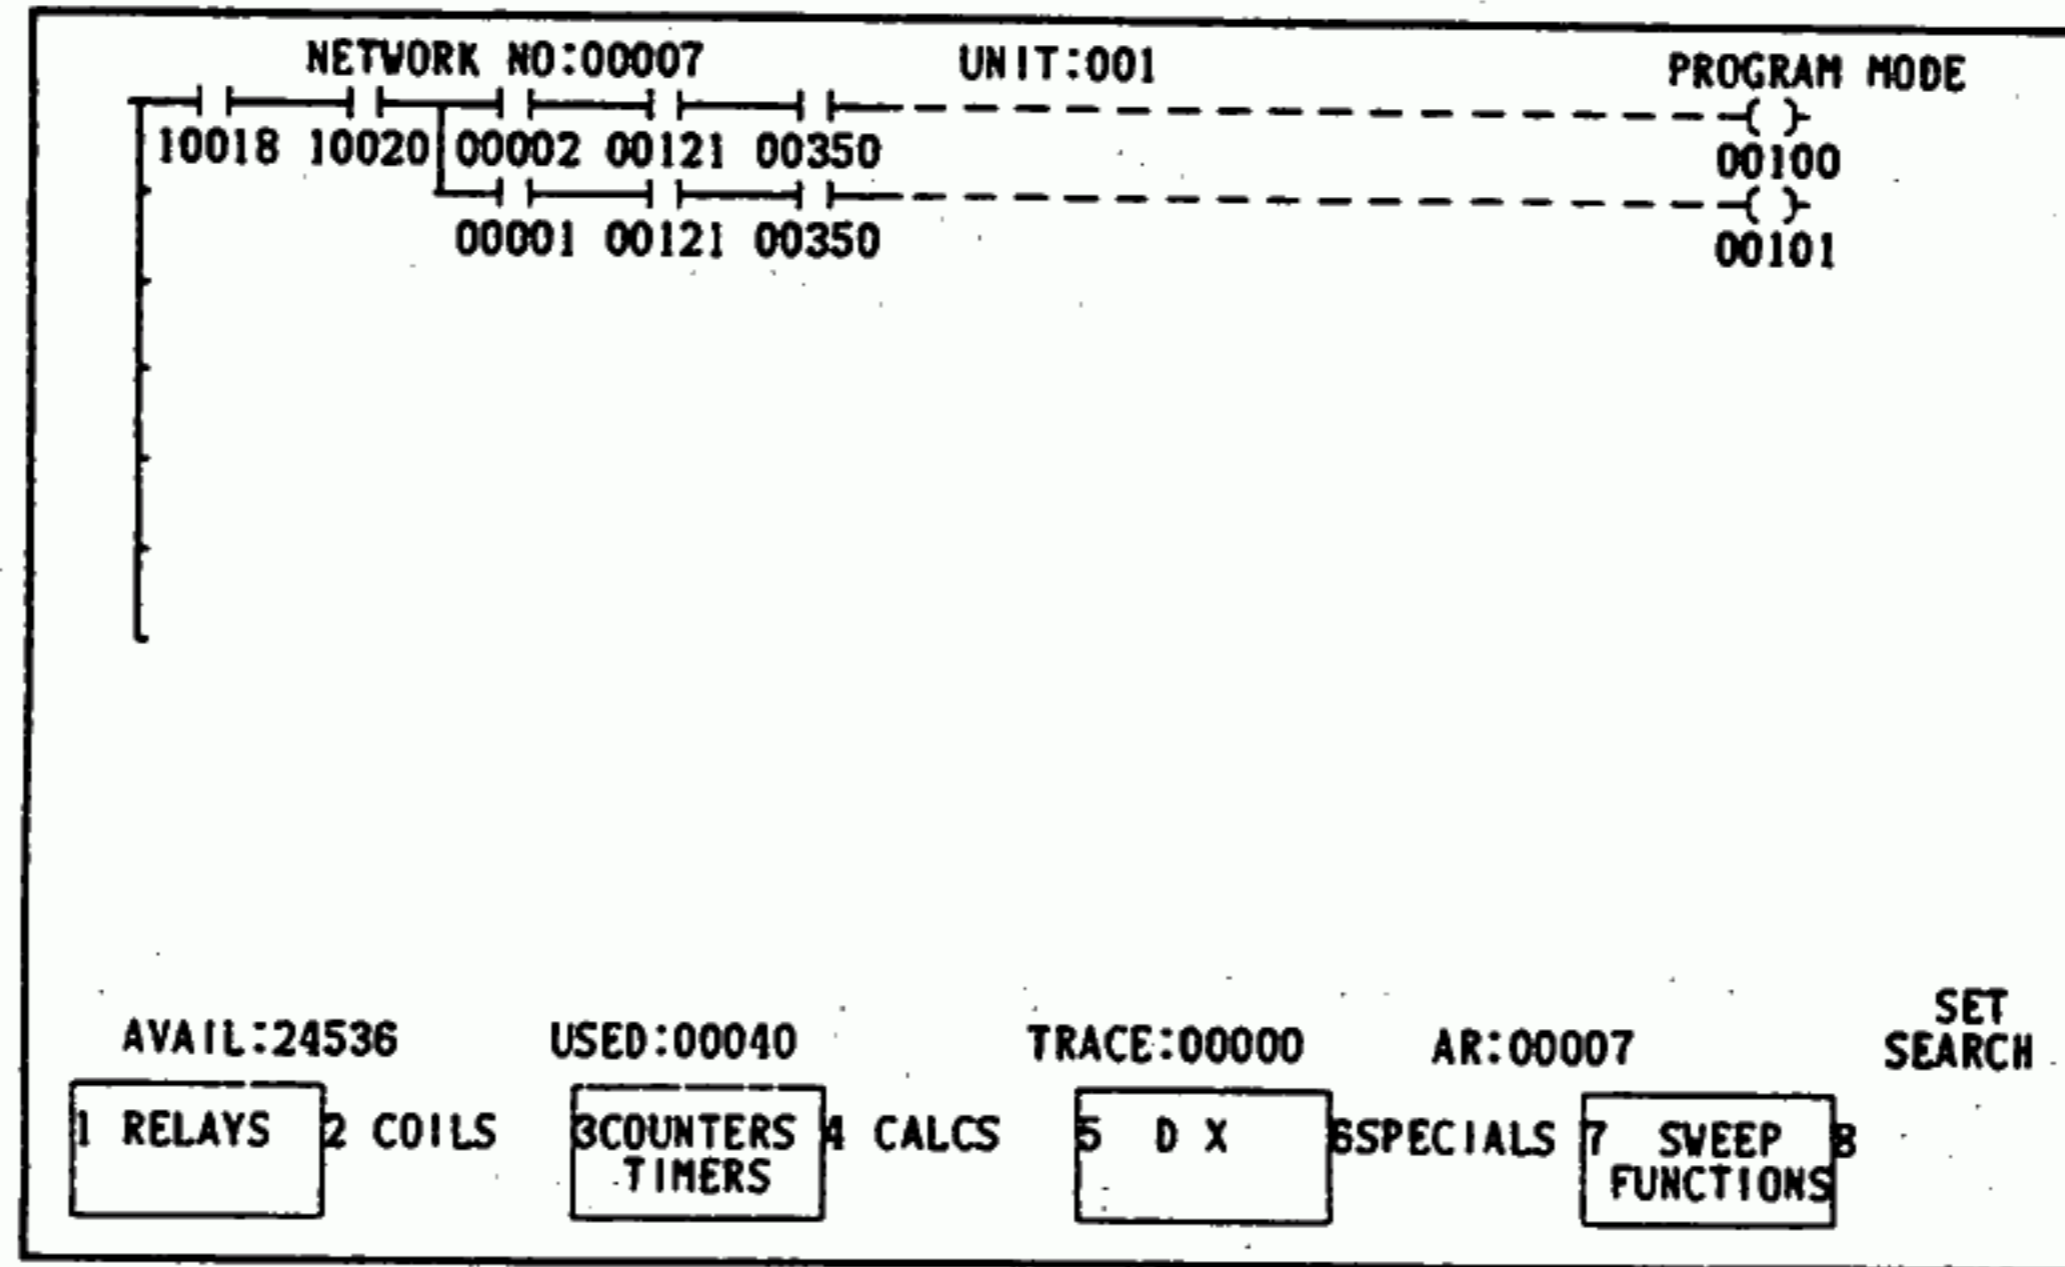 NETWORK NO:00007 UNIT:001 PROGRAM MODE
10018 10020 00002 00121 00350 00100
00001 00121 00350 00101
SET
AVAIL:24536 USED:00040 TRACE:00000 AR:00007 SEARCH
1 RELAYS 2 COILS 3COUNTERS 4 CALCS 5 D X 6SPECIALS 7 SWEEP 8
TIMERS FUNCTIONS